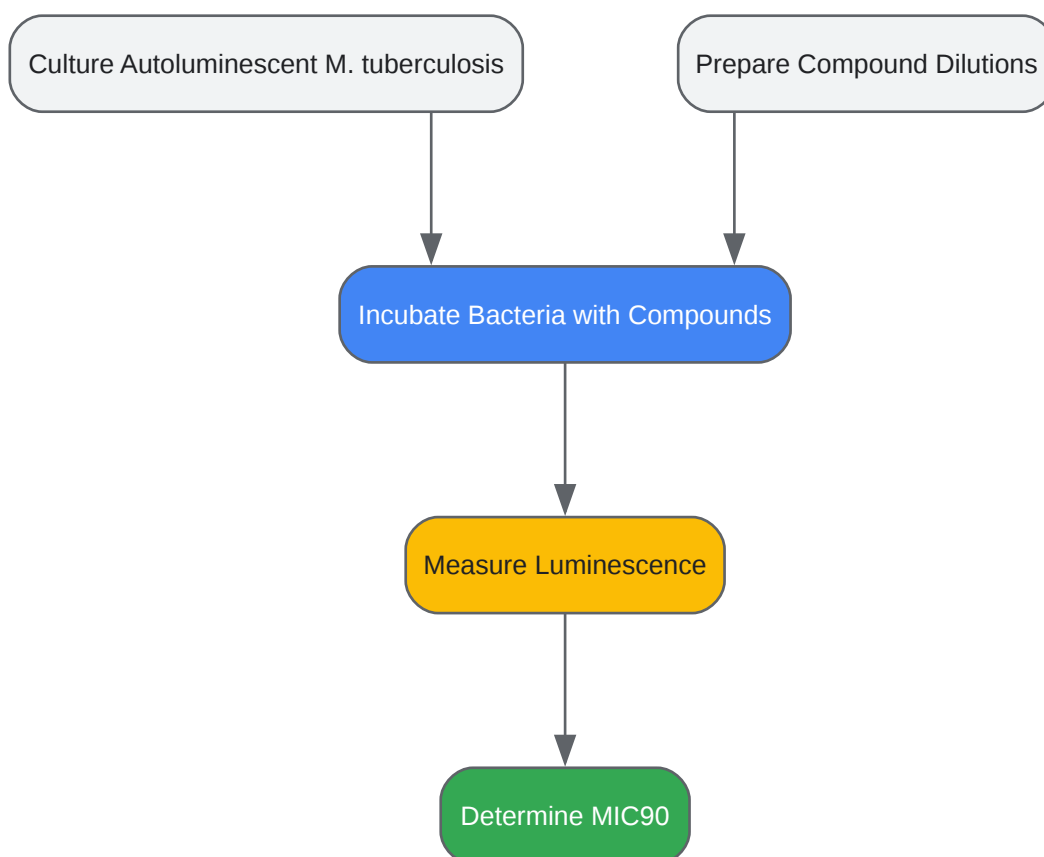 Culture Autoluminescent M. tuberculosis
Prepare Compound Dilutions
Incubate Bacteria with Compounds
Measure Luminescence
Determine MIC90